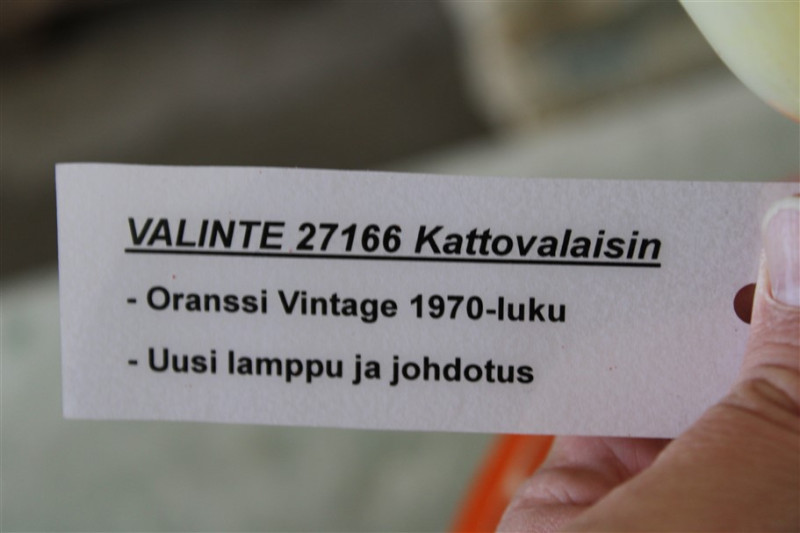 VALINTE 27166 Kattovalaisin
- Oranssi Vintage 1970-luku
- Uusi lamppu ja johdotus